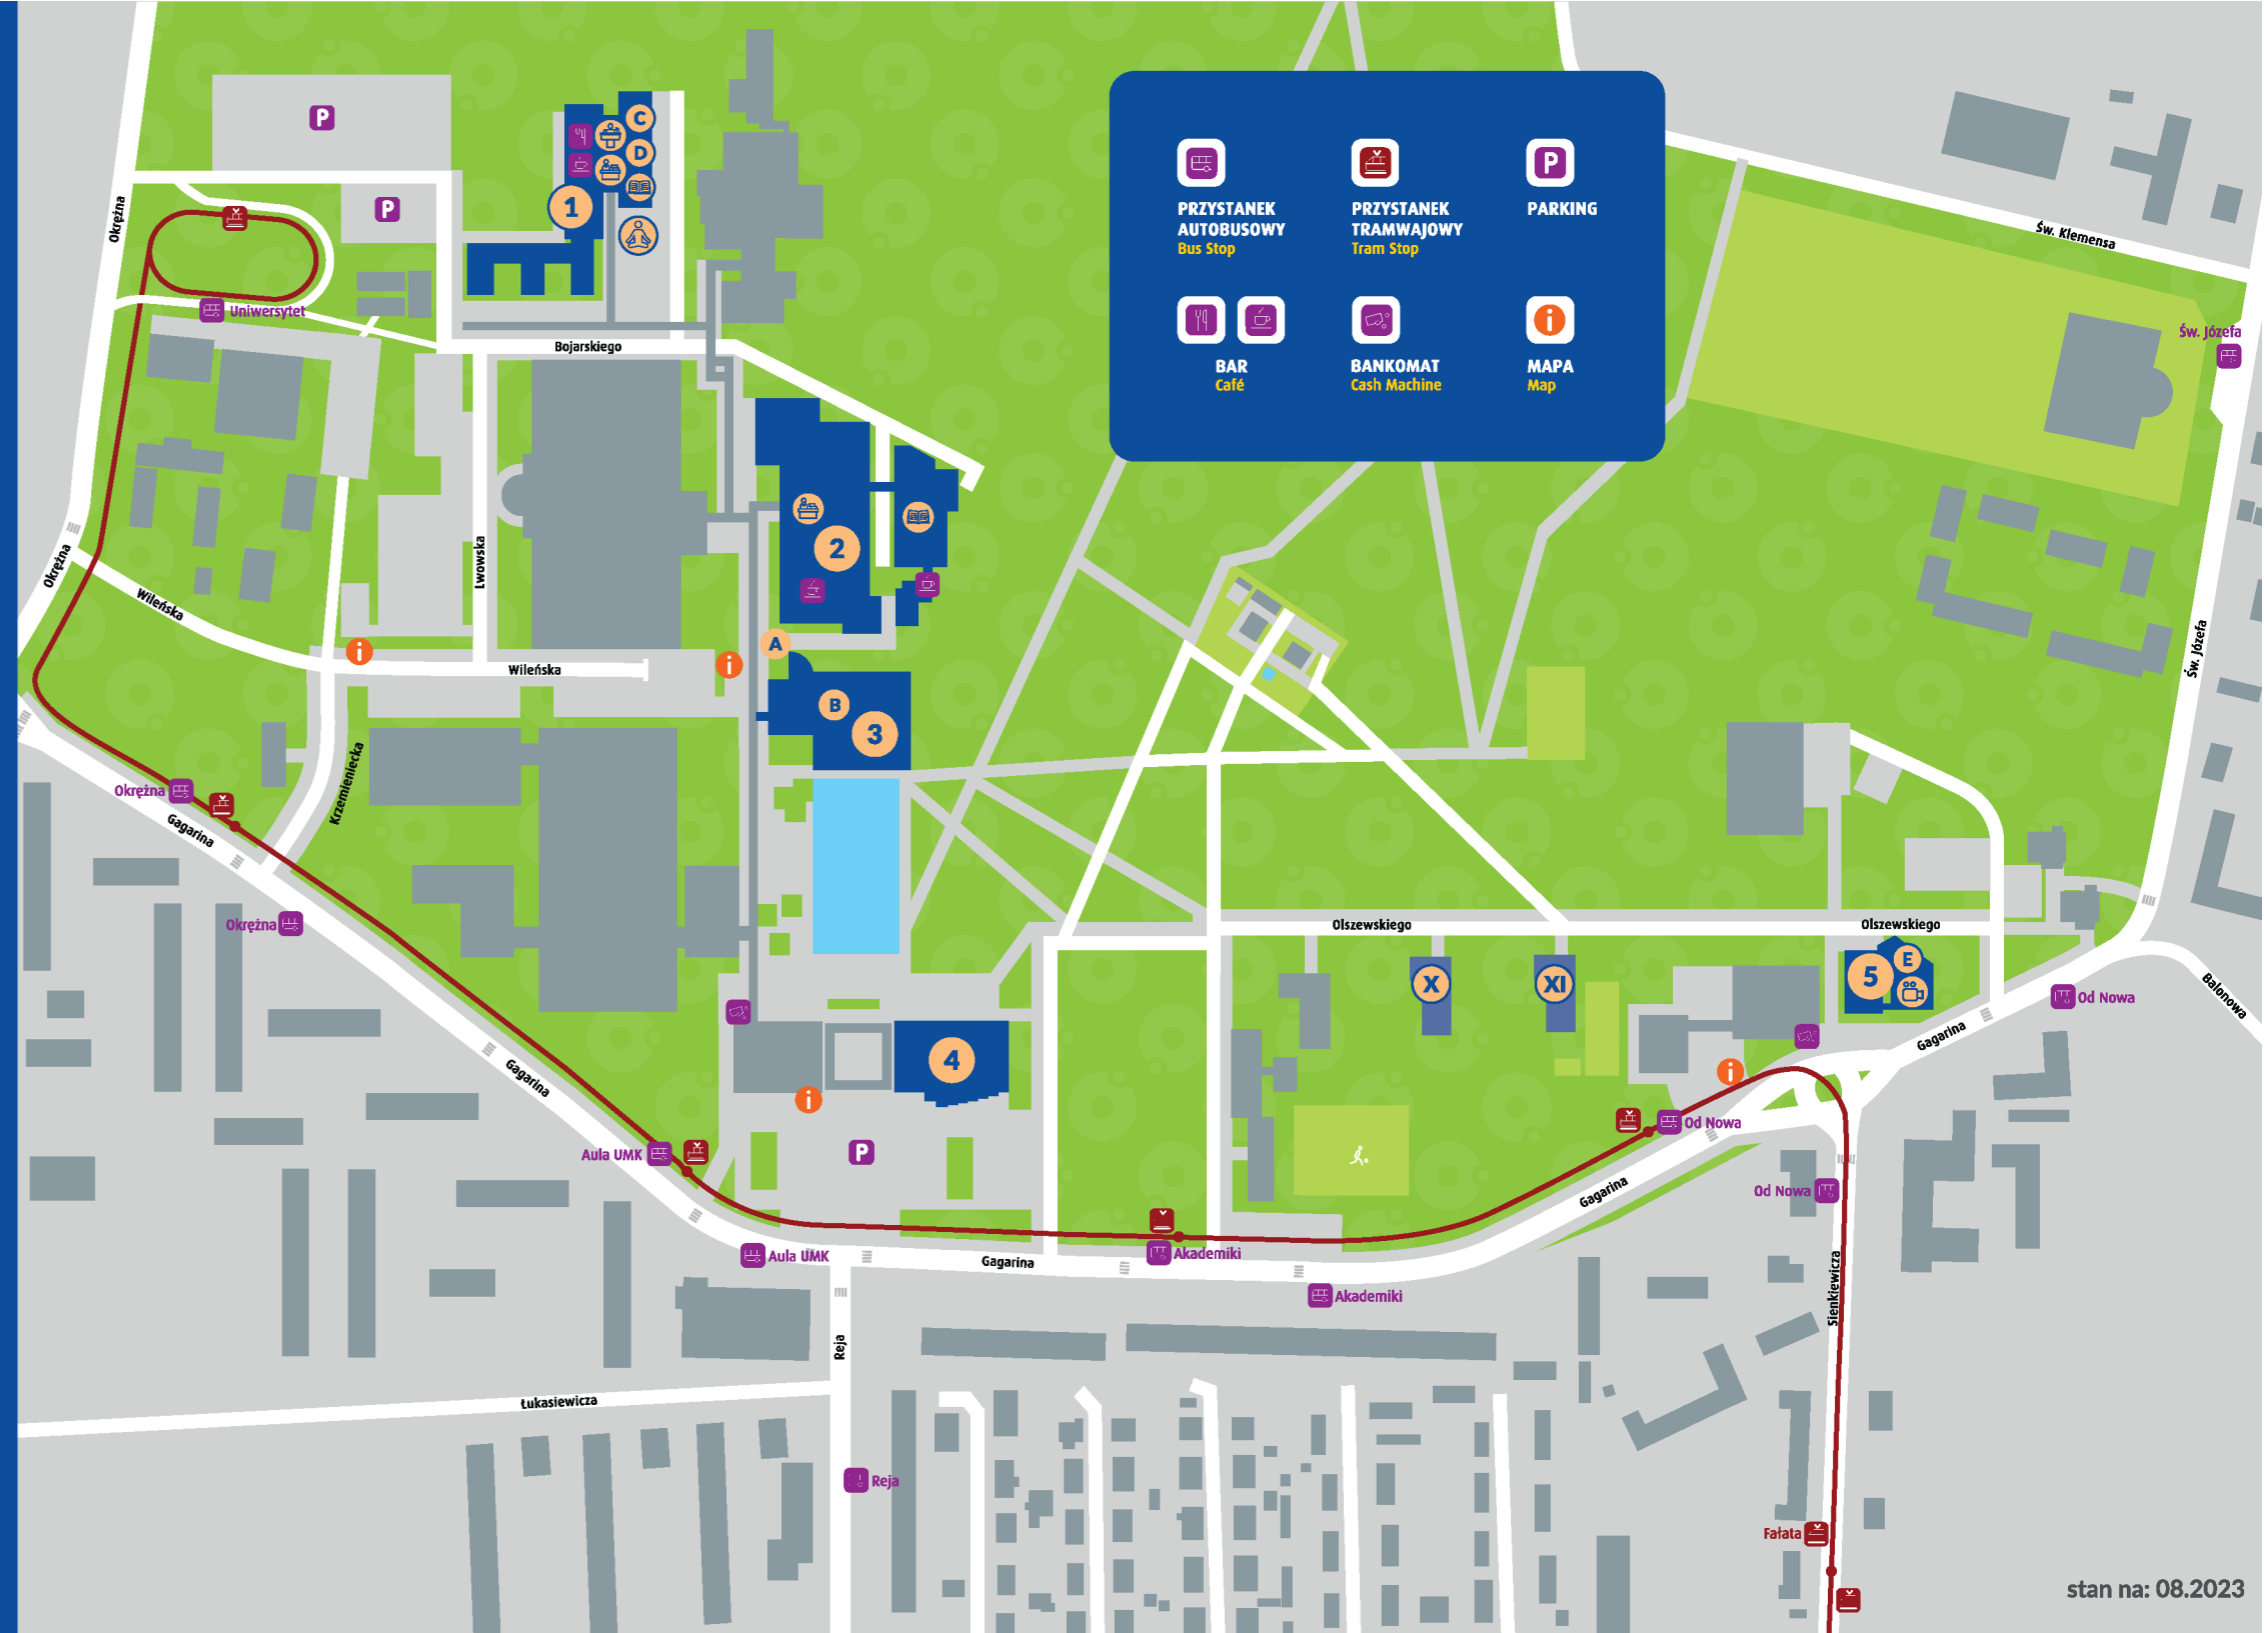 P
C
D
P
1
Okrężna
Uniwersytet
Bojarskiego
PRZYSTANEK
AUTOBUSOWY
Bus Stop
PRZYSTANEK
TRAMWAJOWY
Tram Stop
P
PARKING
BAR
Café
BANKOMAT
Cash Machine
i
MAPA
Map
Św. Klemensa
Św. Józefa
Okrężna
Wileńska
Lwowska
2
i
Wileńska
i
A
B
3
Św. Józefa
Okrężna
Gagarina
Krzemieniecka
Okrężna
Olszewskiego
Olszewskiego
X
XI
5
E
Od Nowa
Balonowa
Gagarina
Gagarina
4
i
i
Aula UMK
P
Od Nowa
Od Nowa
Gagarina
Aula UMK
Gagarina
Akademiki
Akademiki
Sienkiewicza
Reja
Łukasiewicza
Reja
Fałata
stan na: 08.2023